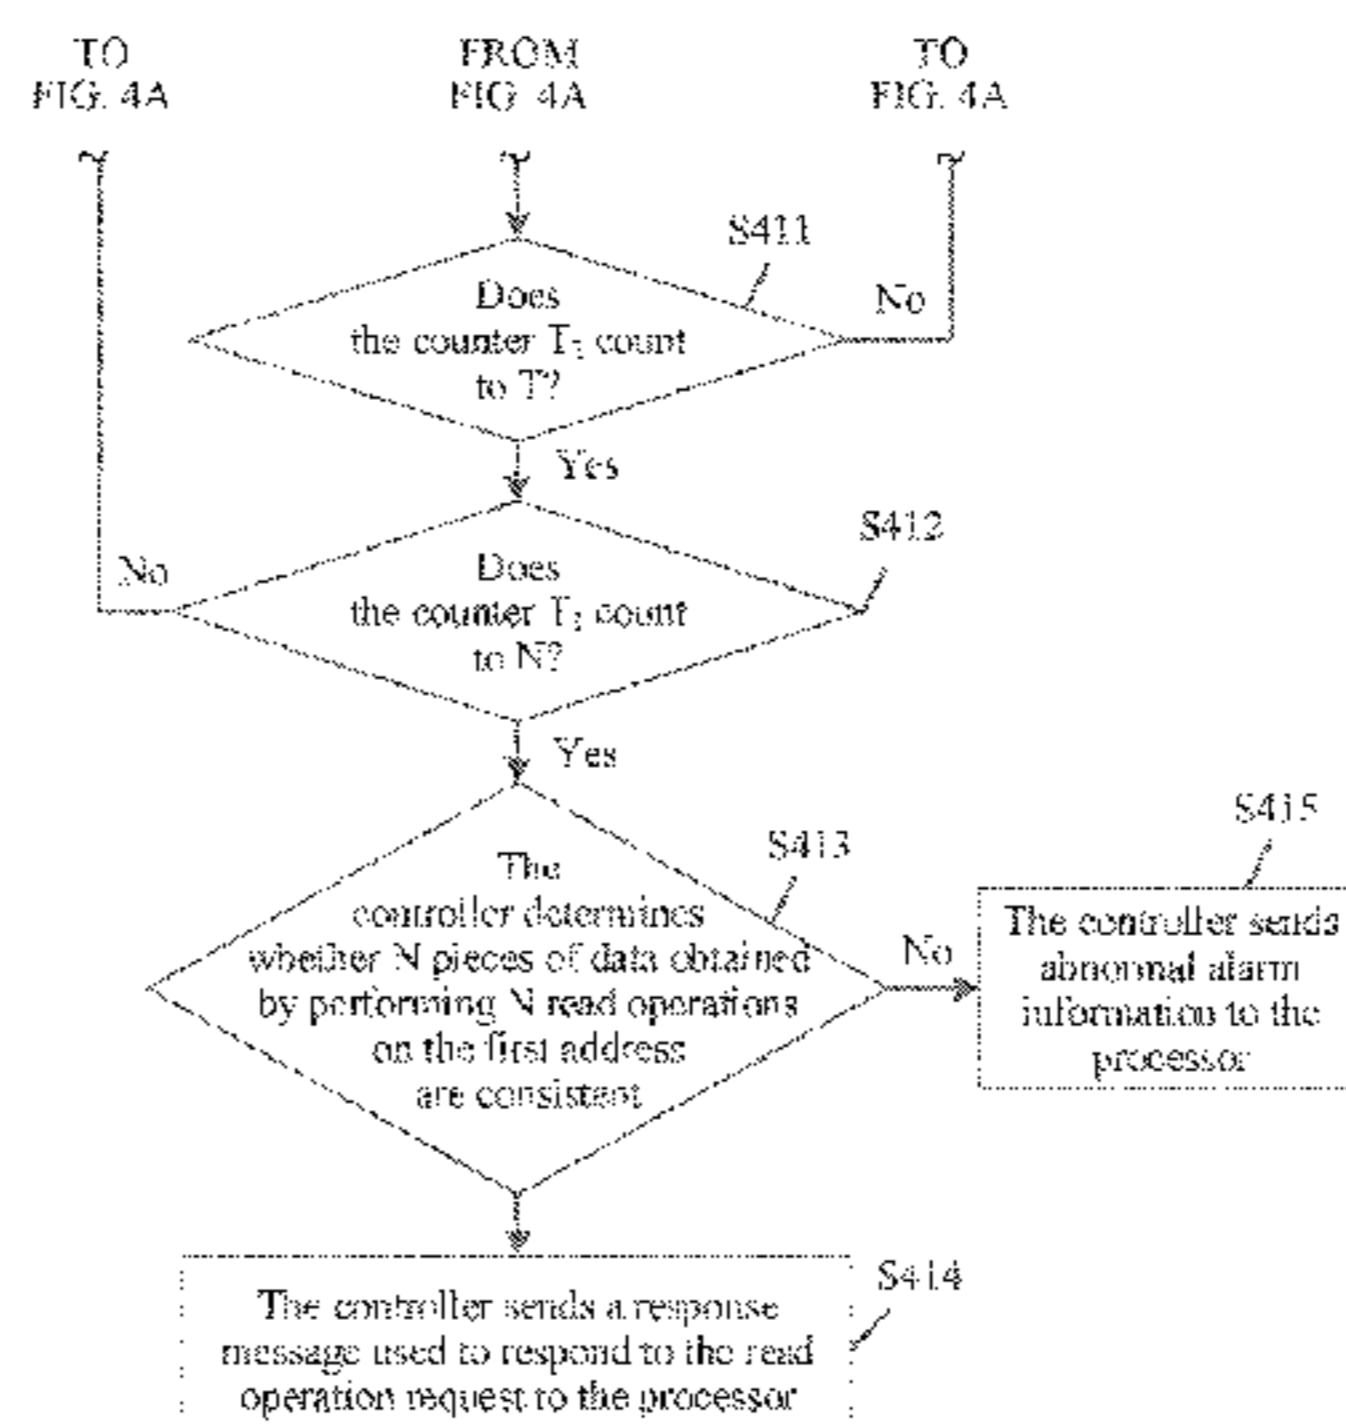 TO
FIG. 4A
FROM
FIG. 4A
TO
FIG. 4A
S411
Does
the counter T₁ count
to T?
No
Yes
S412
Does
the counter T₂ count
to N?
No
Yes
S413
The
controller determines
whether N pieces of data obtained
by performing N read operations
on the first address
are consistent
No
S415
The controller sends
abnormal alarm
information to the
processor
S414
The controller sends a response
message used to respond to the read
operation request to the processor